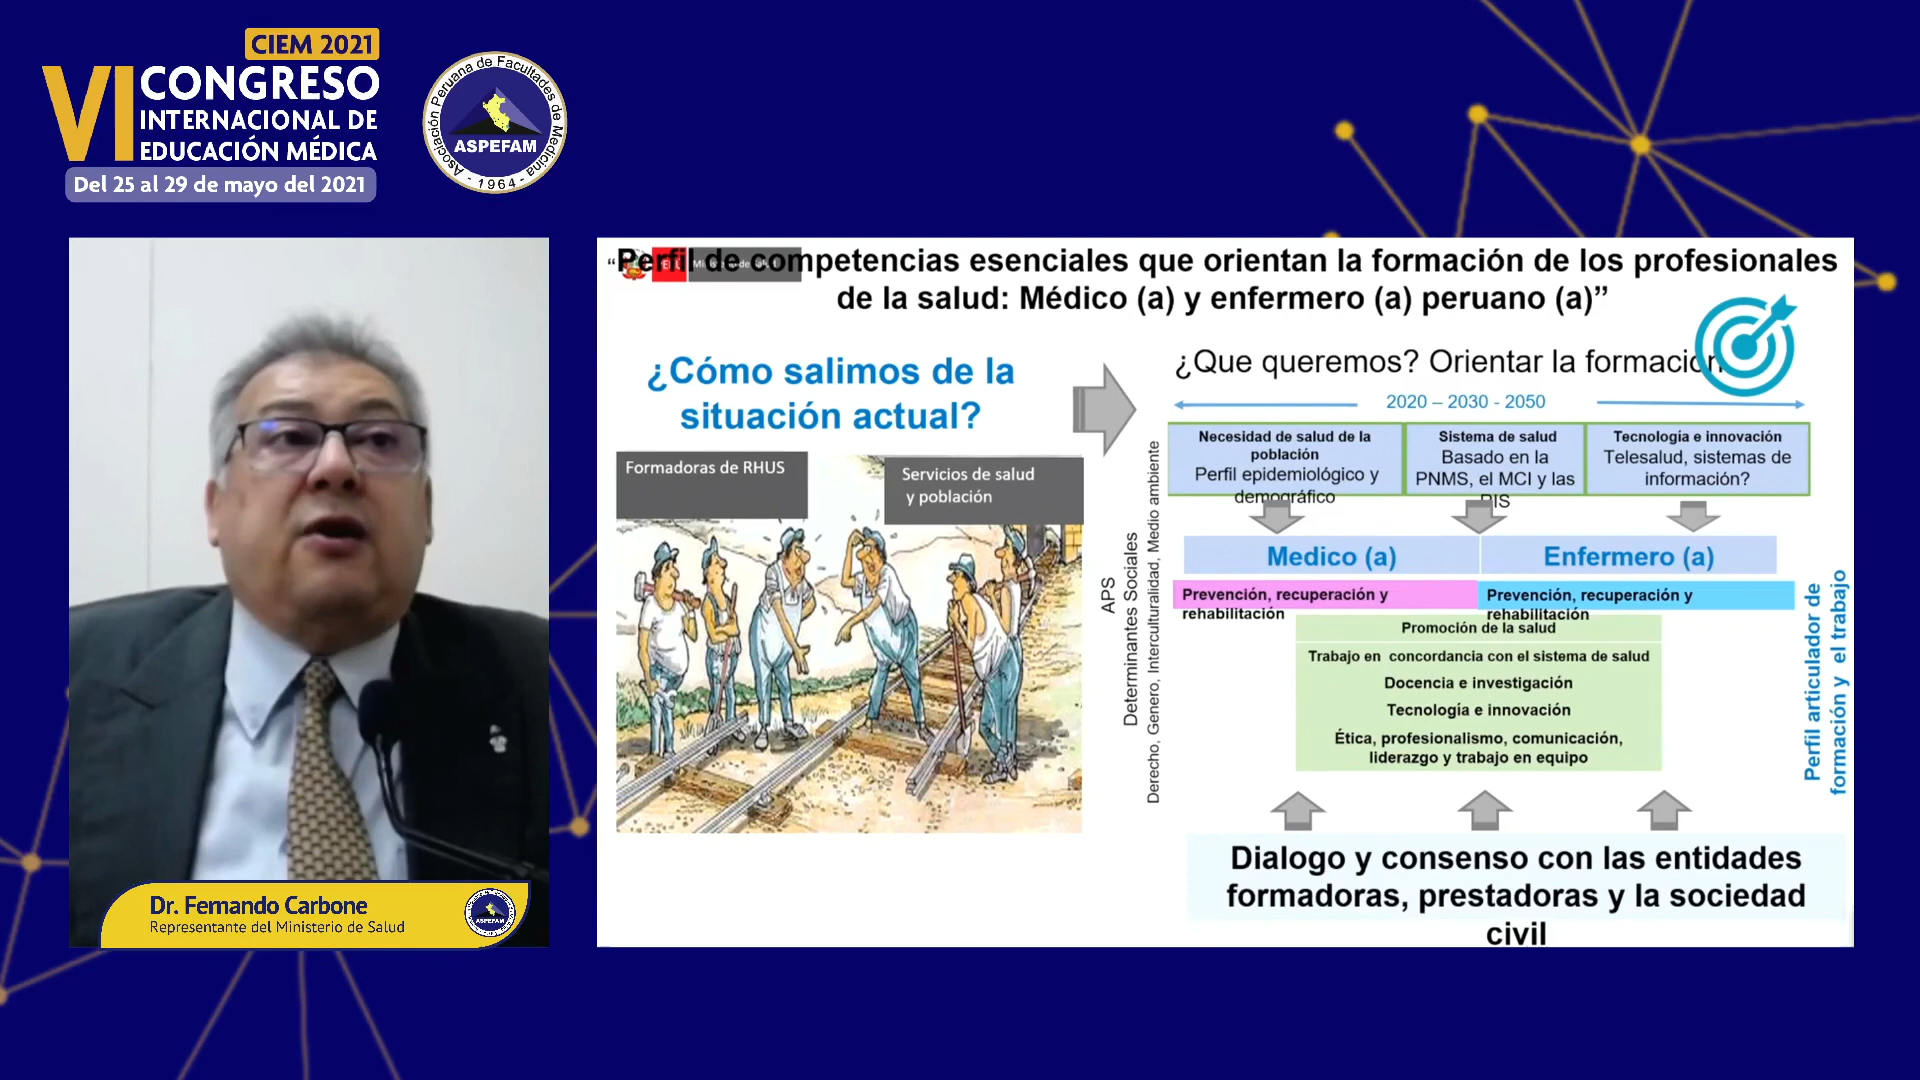 CIEM 2021
VI CONGRESO
INTERNACIONAL DE
EDUCACIÓN MÉDICA
Del 25 al 29 de mayo del 2021
Asociación Peruana de Facultades de Medicina
ASPEFAM
- 1964 -
“Perfil de competencias esenciales que orientan la formación de los profesionales
de la salud: Médico (a) y enfermero (a) peruano (a)”
¿Cómo salimos de la
situación actual?
Formadoras de RHUS
Servicios de salud
y población
¿Que queremos? Orientar la formación
2020 – 2030 - 2050
Necesidad de salud de la
población
Perfil epidemiológico y
demográfico
Sistema de salud
Basado en la
PNMS, el MCI y las
RIS
Tecnología e innovación
Telesalud, sistemas de
información?
APS
Determinantes Sociales
Derecho, Genero, Interculturalidad, Medio ambiente
Medico (a)
Enfermero (a)
Prevención, recuperación y
rehabilitación
Prevención, recuperación y
rehabilitación
Promoción de la salud
Trabajo en concordancia con el sistema de salud
Docencia e investigación
Tecnología e innovación
Ética, profesionalismo, comunicación,
liderazgo y trabajo en equipo
Perfil articulador de
formación y el trabajo
Dialogo y consenso con las entidades
formadoras, prestadoras y la sociedad
civil
Dr. Fernando Carbone
Representante del Ministerio de Salud
ASPEFAM